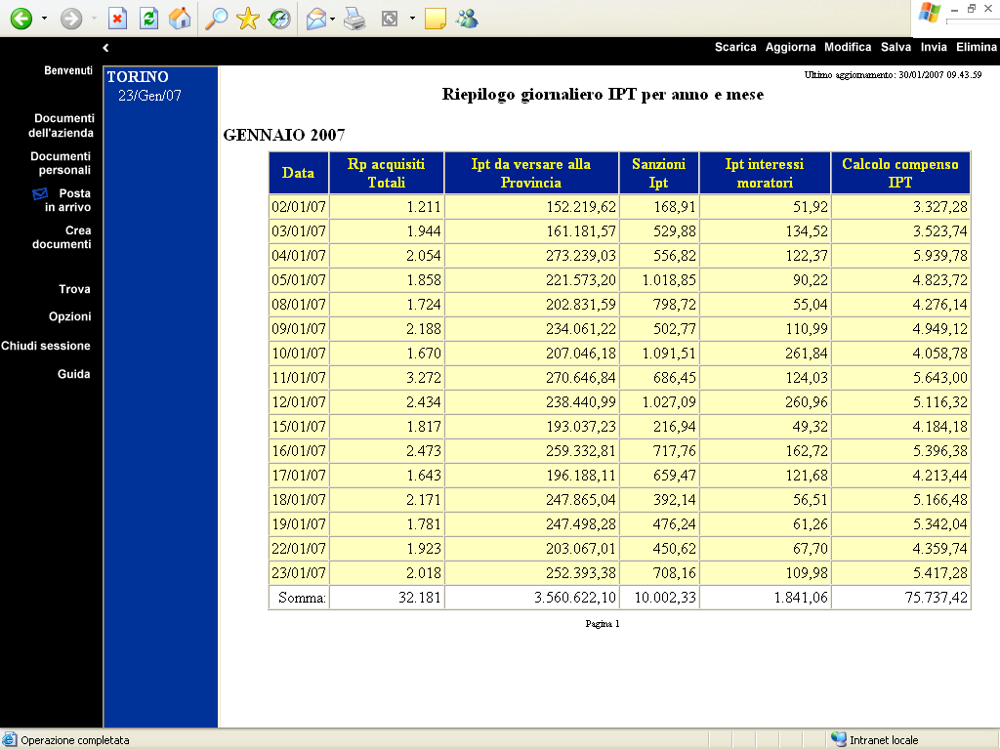 Scarica Aggiorna Modifica Salva Invia Elimina
Benvenuti
Documenti
dell'azienda
Documenti
personali
Posta
in arrivo
Crea
documenti
Trova
Opzioni
Chiudi sessione
Guida
TORINO
23/Gen/07
Ultimo aggiornamento: 30/01/2007 09.43.59
Riepilogo giornaliero IPT per anno e mese
GENNAIO 2007
Data Rp acquisiti Totali Ipt da versare alla Provincia Sanzioni Ipt Ipt interessi moratori Calcolo compenso IPT
02/01/07 1.211 152.219,62 168,91 51,92 3.327,28
03/01/07 1.944 161.181,57 529,88 134,52 3.523,74
04/01/07 2.054 273.239,03 556,82 122,37 5.939,78
05/01/07 1.858 221.573,20 1.018,85 90,22 4.823,72
08/01/07 1.724 202.831,59 798,72 55,04 4.276,14
09/01/07 2.188 234.061,22 502,77 110,99 4.949,12
10/01/07 1.670 207.046,18 1.091,51 261,84 4.058,78
11/01/07 3.272 270.646,84 686,45 124,03 5.643,00
12/01/07 2.434 238.440,99 1.027,09 260,96 5.116,32
15/01/07 1.817 193.037,23 216,94 49,32 4.184,18
16/01/07 2.473 259.332,81 717,76 162,72 5.396,38
17/01/07 1.643 196.188,11 659,47 121,68 4.213,44
18/01/07 2.171 247.865,04 392,14 56,51 5.166,48
19/01/07 1.781 247.498,28 476,24 61,26 5.342,04
22/01/07 1.923 203.067,01 450,62 67,70 4.359,74
23/01/07 2.018 252.393,38 708,16 109,98 5.417,28
Somma: 32.181 3.560.622,10 10.002,33 1.841,06 75.737,42
Pagina 1
Operazione completata
Intranet locale